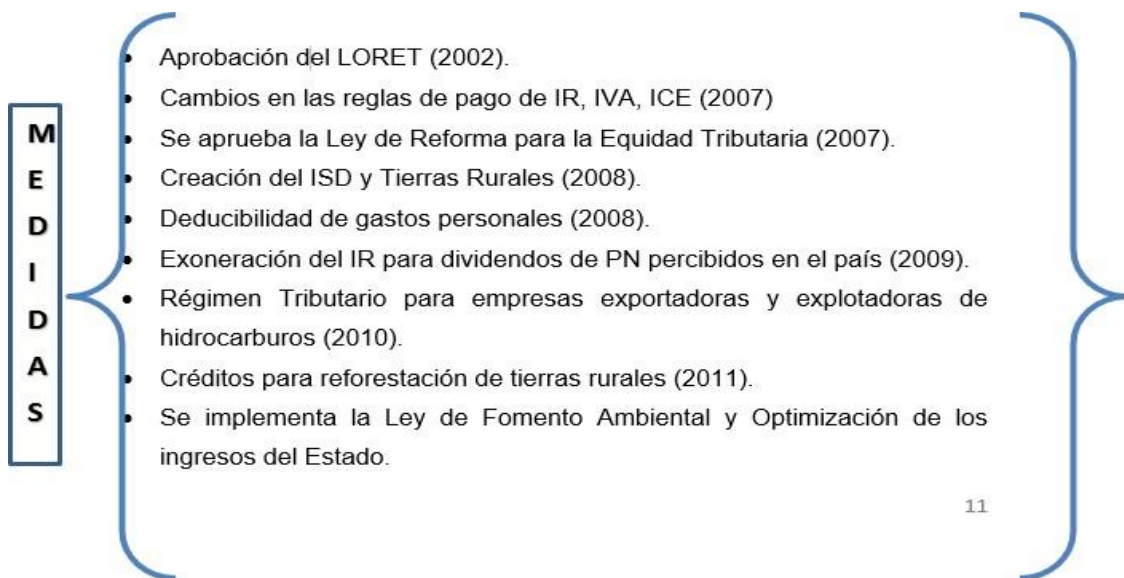 MEDIDAS
• Aprobación del LORET (2002).
• Cambios en las reglas de pago de IR, IVA, ICE (2007)
• Se aprueba la Ley de Reforma para la Equidad Tributaria (2007).
• Creación del ISD y Tierras Rurales (2008).
• Deducibilidad de gastos personales (2008).
• Exoneración del IR para dividendos de PN percibidos en el país (2009).
• Régimen Tributario para empresas exportadoras y explotadoras de
hidrocarburos (2010).
• Créditos para reforestación de tierras rurales (2011).
• Se implementa la Ley de Fomento Ambiental y Optimización de los
ingresos del Estado.
11